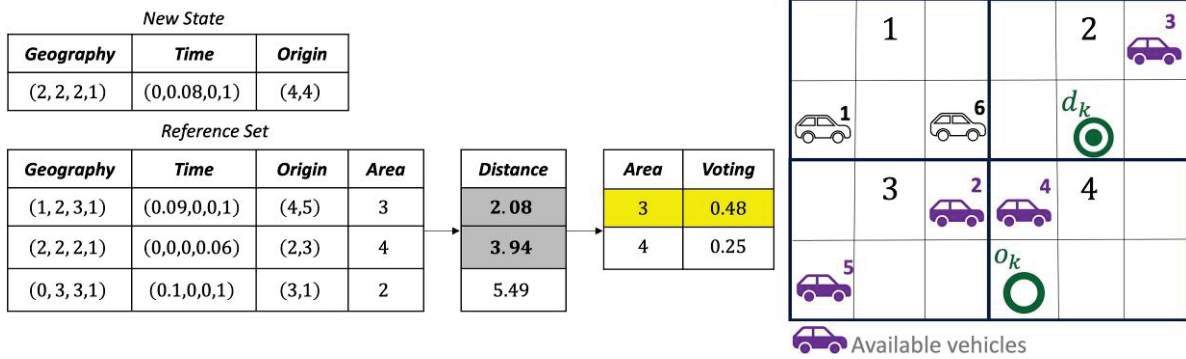 New State
Geography Time Origin
(2,2,2,1) (0,0.08,0,1) (4,4)
Reference Set
Geography Time Origin Area
(1,2,3,1) (0.09,0,0,1) (4,5) 3
(2,2,2,1) (0,0,0,0.06) (2,3) 4
(0,3,3,1) (0.1,0,0,1) (3,1) 2
Distance
2.08
3.94
5.49
Area Voting
3 0.48
4 0.25
1 2 3
1 6 d_k
3 2 4 4
5 o_k
Available vehicles